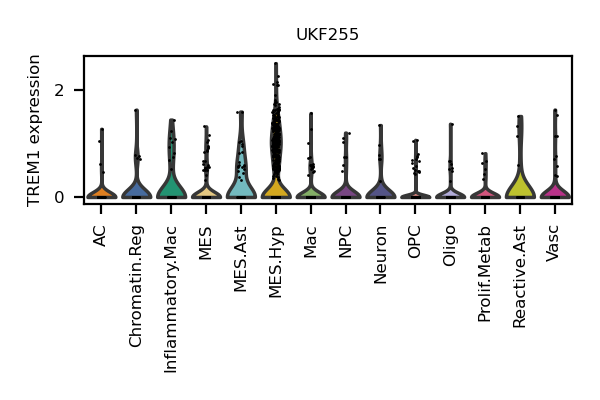 UKF255
TREM1 expression
2
0
AC
Chromatin.Reg
Inflammatory.Mac
MES
MES.Ast
MES.Hyp
Mac
NPC
Neuron
OPC
Oligo
Prolif.Metab
Reactive.Ast
Vasc